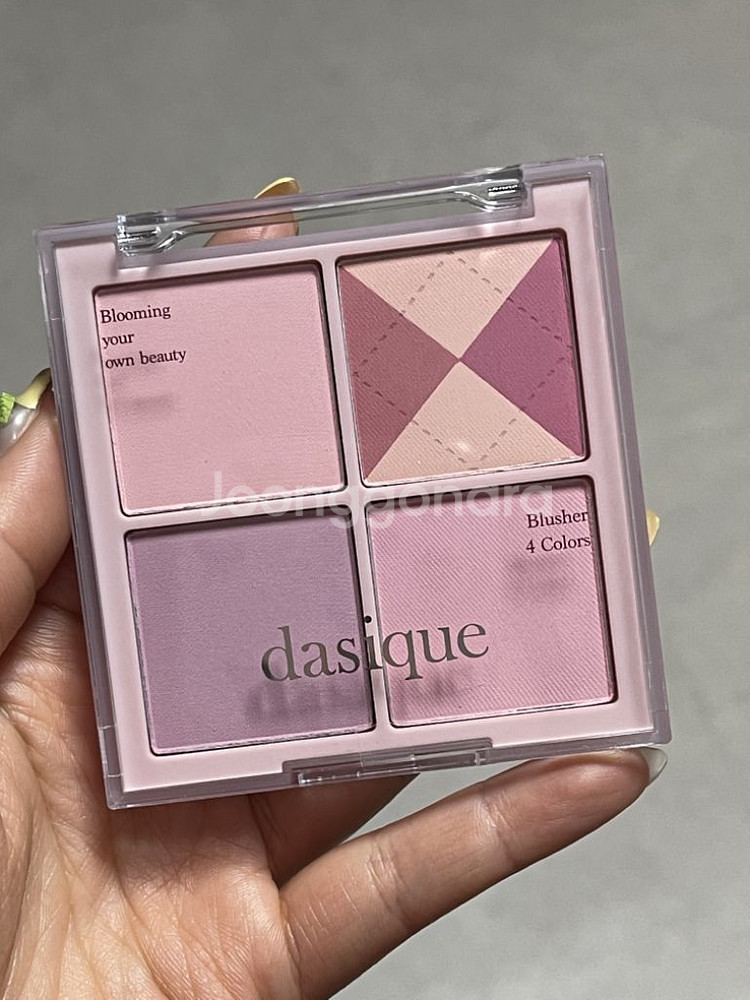 Blooming
your
own beauty
Joonggonara
Blusher
4 Colors
dasique